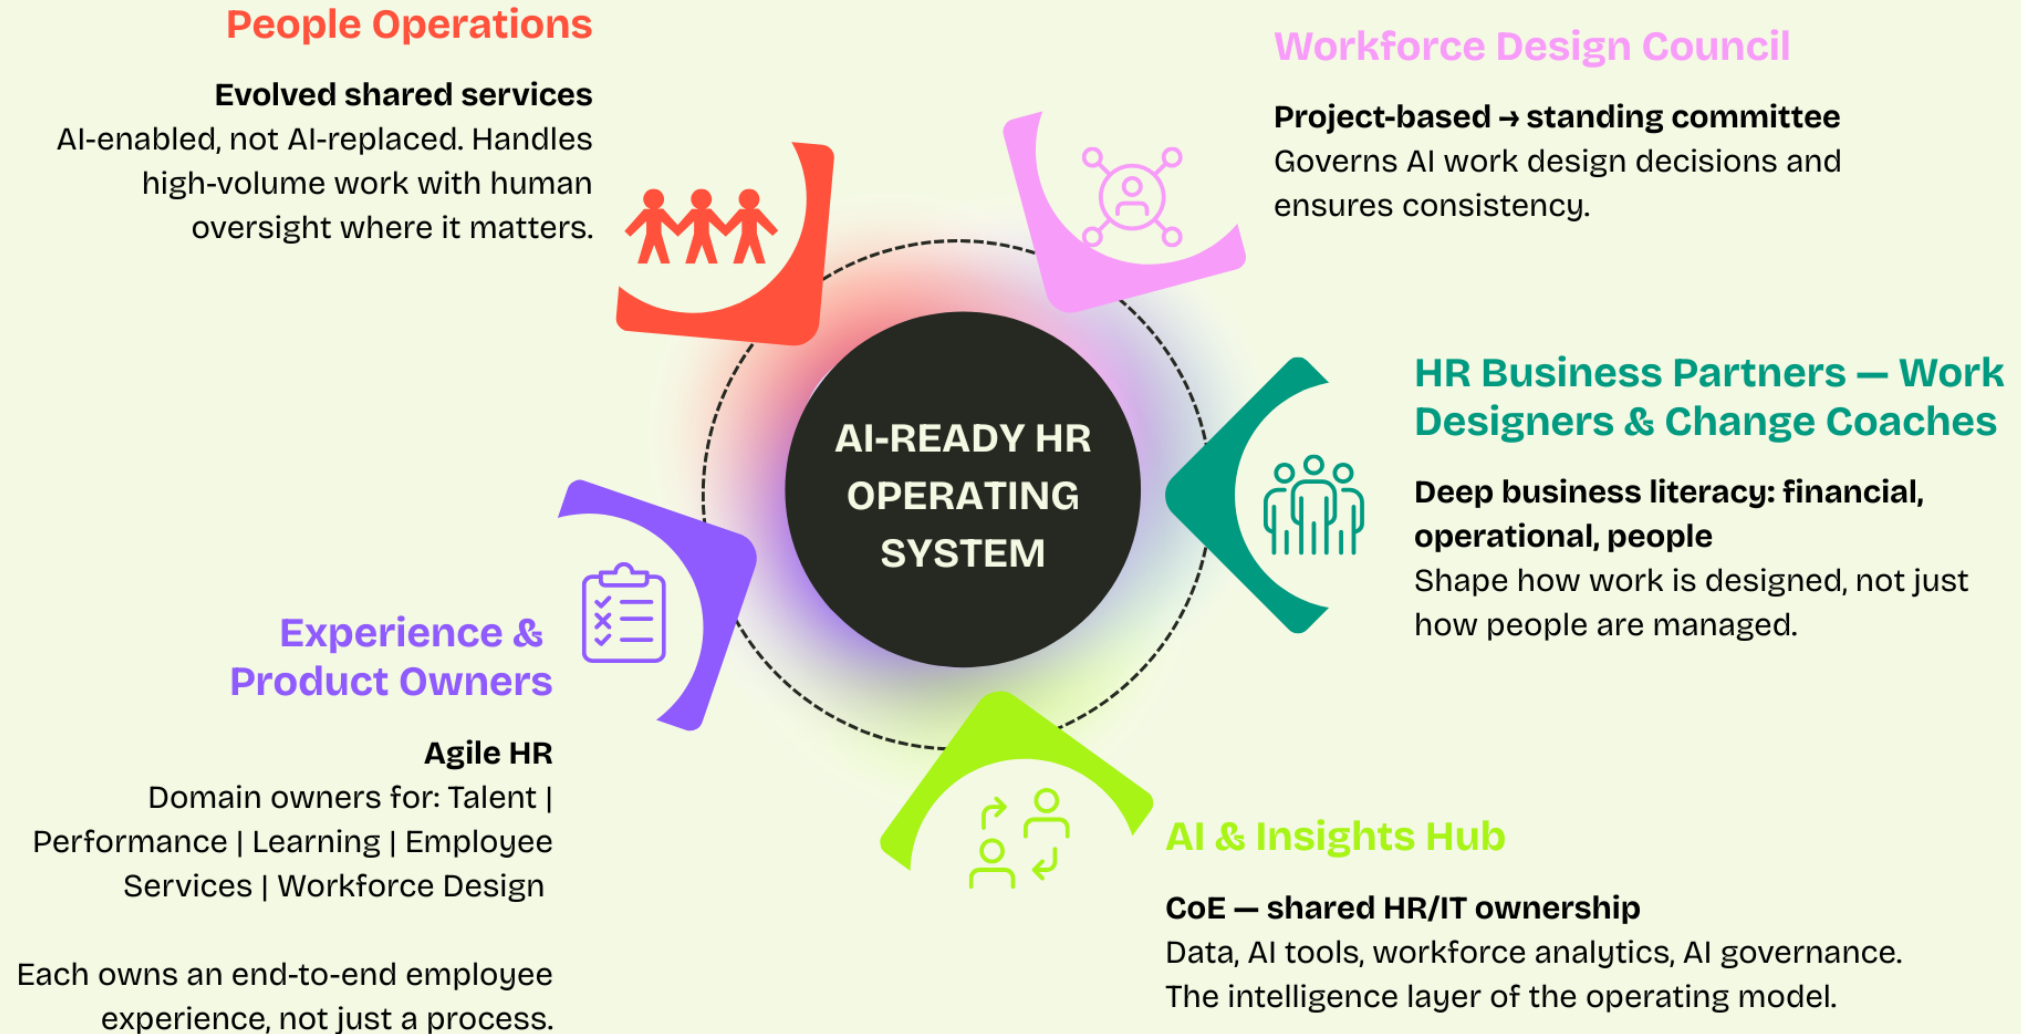 People Operations
Evolved shared services
AI-enabled, not AI-replaced. Handles
high-volume work with human
oversight where it matters.
Workforce Design Council
Project-based → standing committee
Governs AI work design decisions and
ensures consistency.
AI-READY HR
OPERATING
SYSTEM
HR Business Partners — Work
Designers & Change Coaches
Deep business literacy: financial,
operational, people
Shape how work is designed, not just
how people are managed.
Experience &
Product Owners
Agile HR
Domain owners for: Talent |
Performance | Learning | Employee
Services | Workforce Design
Each owns an end-to-end employee
experience, not just a process.
AI & Insights Hub
CoE — shared HR/IT ownership
Data, AI tools, workforce analytics, AI governance.
The intelligence layer of the operating model.